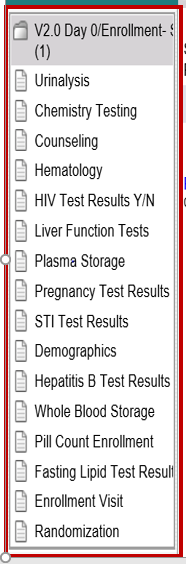 V2.0 Day 0/Enrollment-
(1)
Urinalysis
Chemistry Testing
Counseling
Hematology
HIV Test Results Y/N
Liver Function Tests
Plasma Storage
Pregnancy Test Results
STI Test Results
Demographics
Hepatitis B Test Results
Whole Blood Storage
Pill Count Enrollment
Fasting Lipid Test Result
Enrollment Visit
Randomization